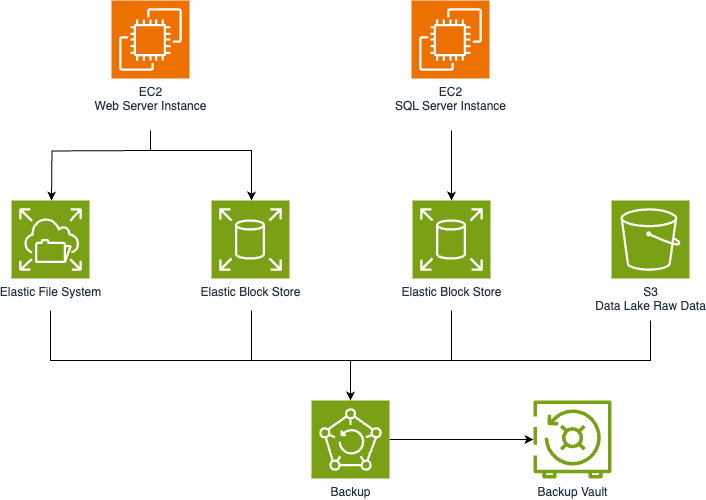 EC2
Web Server Instance
EC2
SQL Server Instance
Elastic File System
Elastic Block Store
Elastic Block Store
S3
Data Lake Raw Data
Backup
Backup Vault